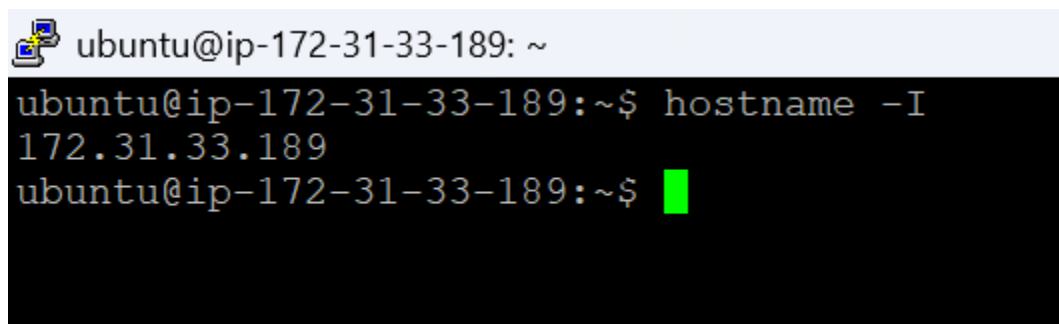 ubuntu@ip-172-31-33-189: ~
ubuntu@ip-172-31-33-189:~$ hostname -I
172.31.33.189
ubuntu@ip-172-31-33-189:~$